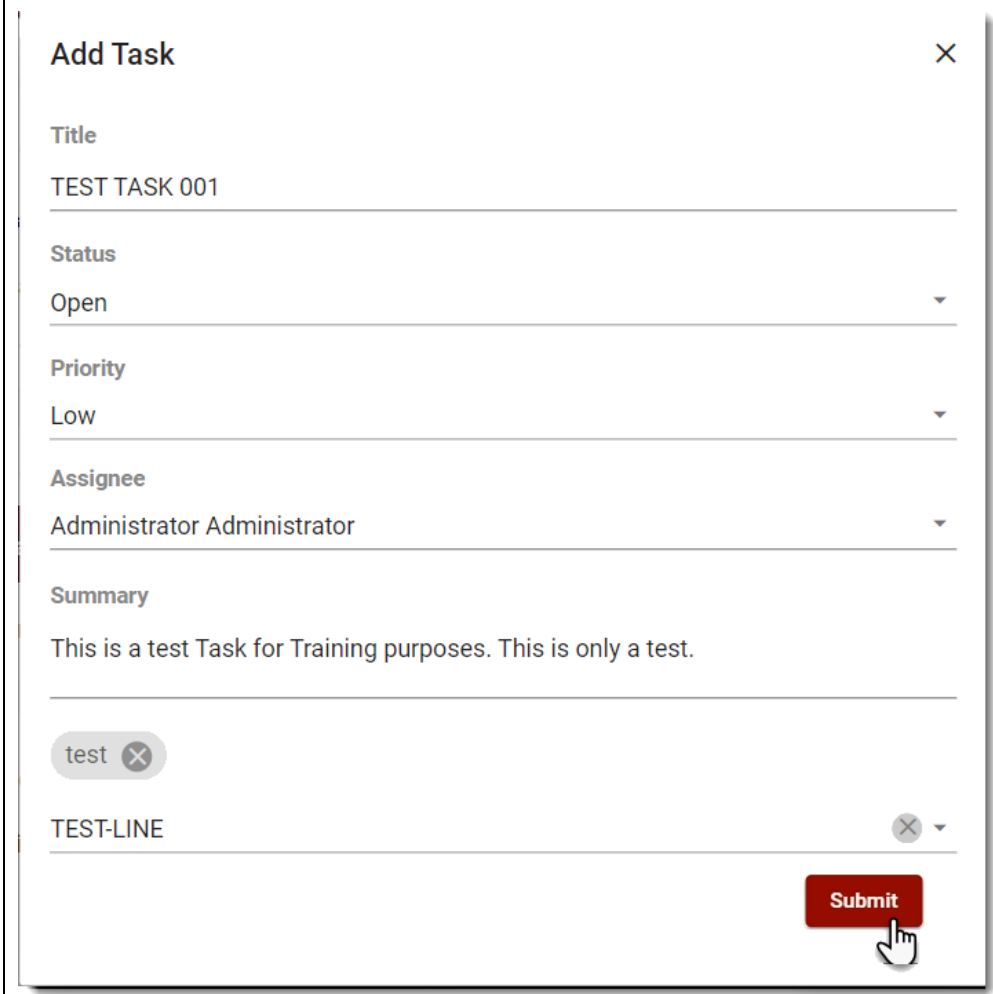 Add Task
Title
TEST TASK 001
Status
Open
Priority
Low
Assignee
Administrator Administrator
Summary
This is a test Task for Training purposes. This is only a test.
test
TEST-LINE
Submit